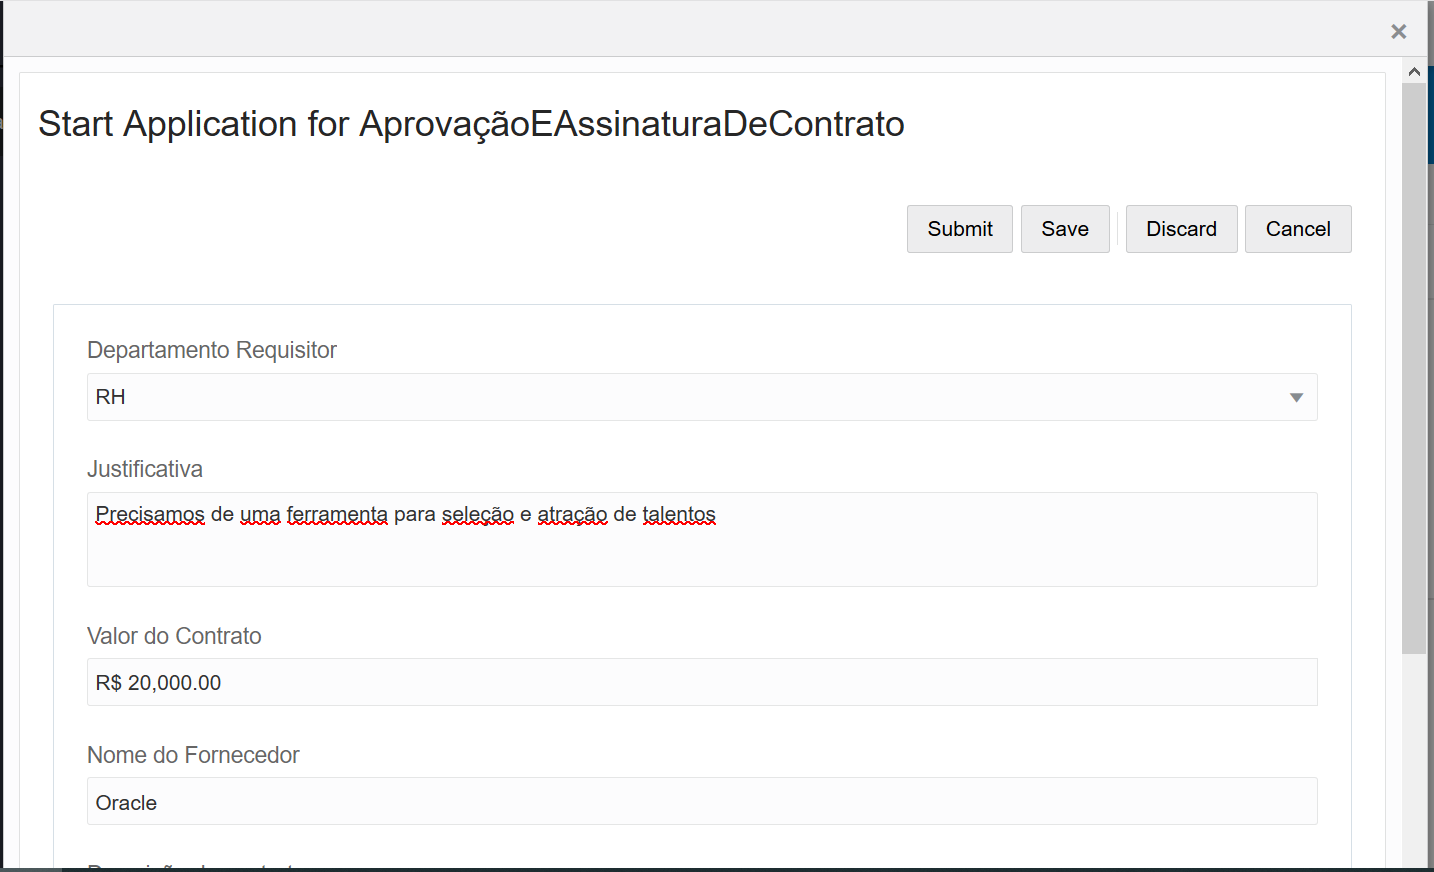 Start Application for AprovaçãoEAssinaturaDeContrato
Submit Save Discard Cancel
Departamento Requisitor
RH
Justificativa
Precisamos de uma ferramenta para seleção e atração de talentos
Valor do Contrato
R$ 20,000.00
Nome do Fornecedor
Oracle